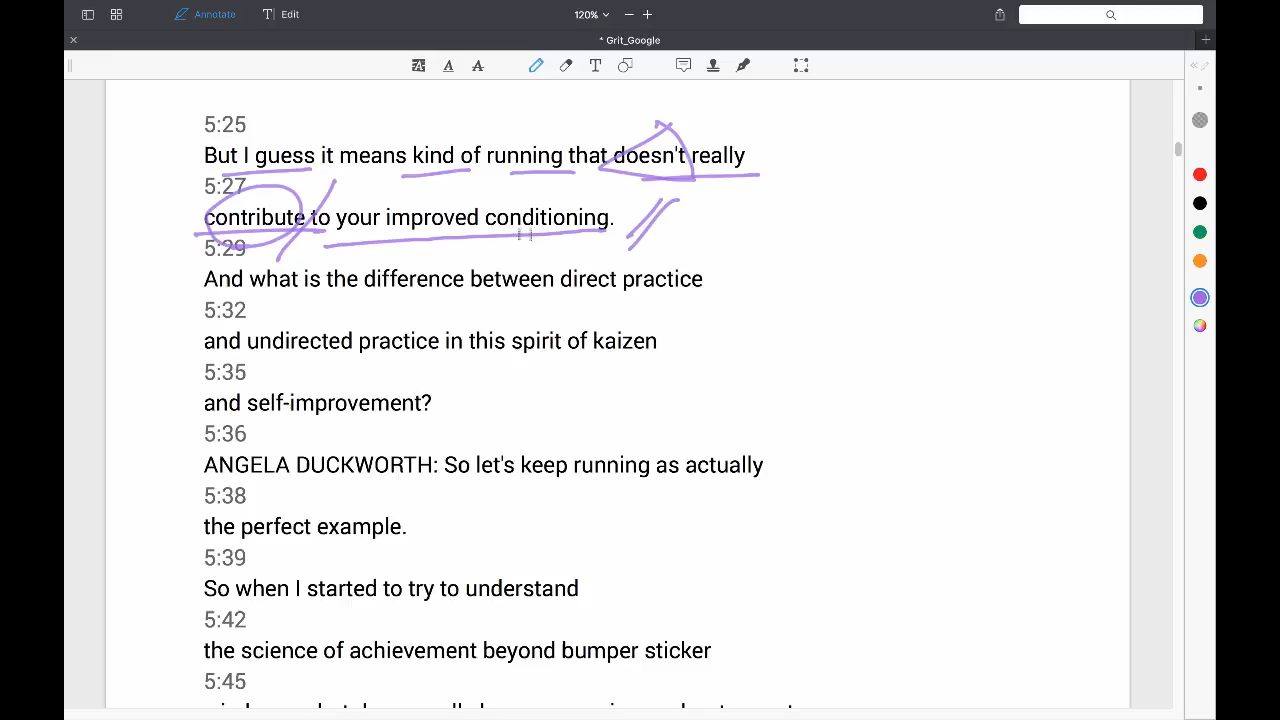 Annotate
Edit
120%
* Grit_Google
5:25
But I guess it means kind of running that doesn't really
5:27
contribute to your improved conditioning.
5:29
And what is the difference between direct practice
5:32
and undirected practice in this spirit of kaizen
5:35
and self-improvement?
5:36
ANGELA DUCKWORTH: So let's keep running as actually
5:38
the perfect example.
5:39
So when I started to try to understand
5:42
the science of achievement beyond bumper sticker
5:45